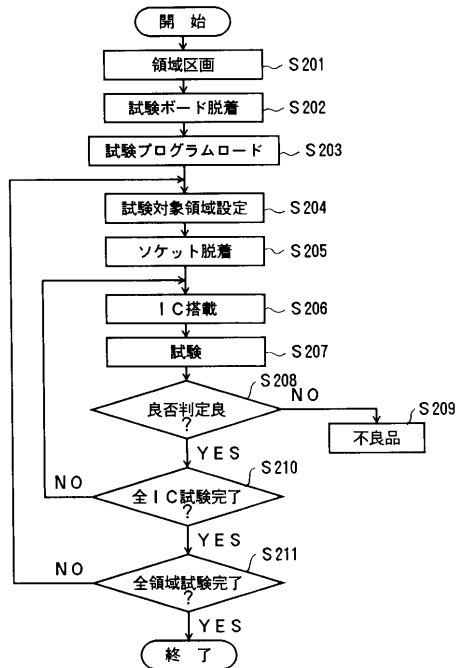 開 始
領域区画 S201
試験ボード脱着 S202
試験プログラムロード S203
試験対象領域設定 S204
ソケット脱着 S205
IC搭載 S206
試験 S207
S208
良否判定良
?
NO
S209
不良品
YES
S210
NO
全IC試験完了
?
YES
S211
NO
全領域試験完了
?
YES
終 了